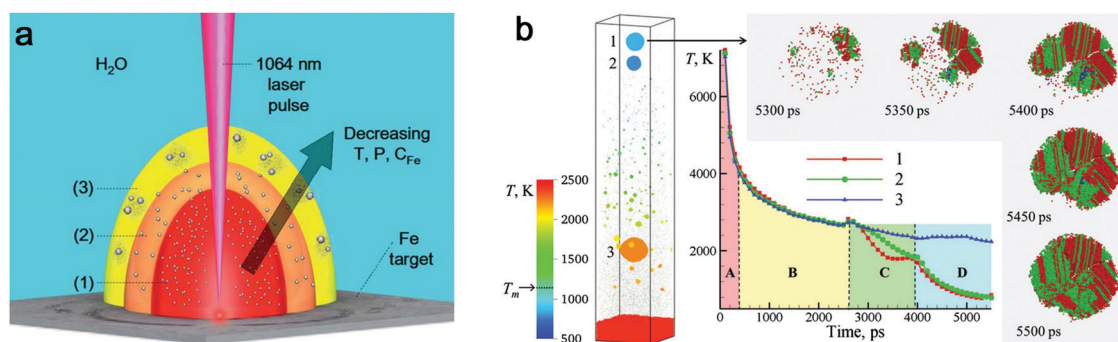 a
H₂O
1064 nm
laser
pulse
Decreasing
T, P, C_Fe
(3)
(2)
(1)
Fe
target
b
1
2
3
T, K
2500
2000
1500
T_m
1000
500
T, K
6000
4000
2000
A
B
C
D
0
1000
2000
3000
4000
5000
Time, ps
1
2
3
5300 ps
5350 ps
5400 ps
5450 ps
5500 ps